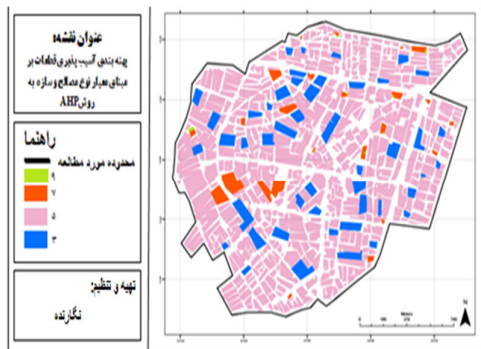 عنوان نقشه:
پهنه بندی آسیب پذیری قطعات بر
مبنای معیار نوع مصالح و سازه به
روش AHP
راهنما
محدوده مورد مطالعه
۹
۷
۵
۳
تهیه و تنظیم:
نگارنده
N
Meters